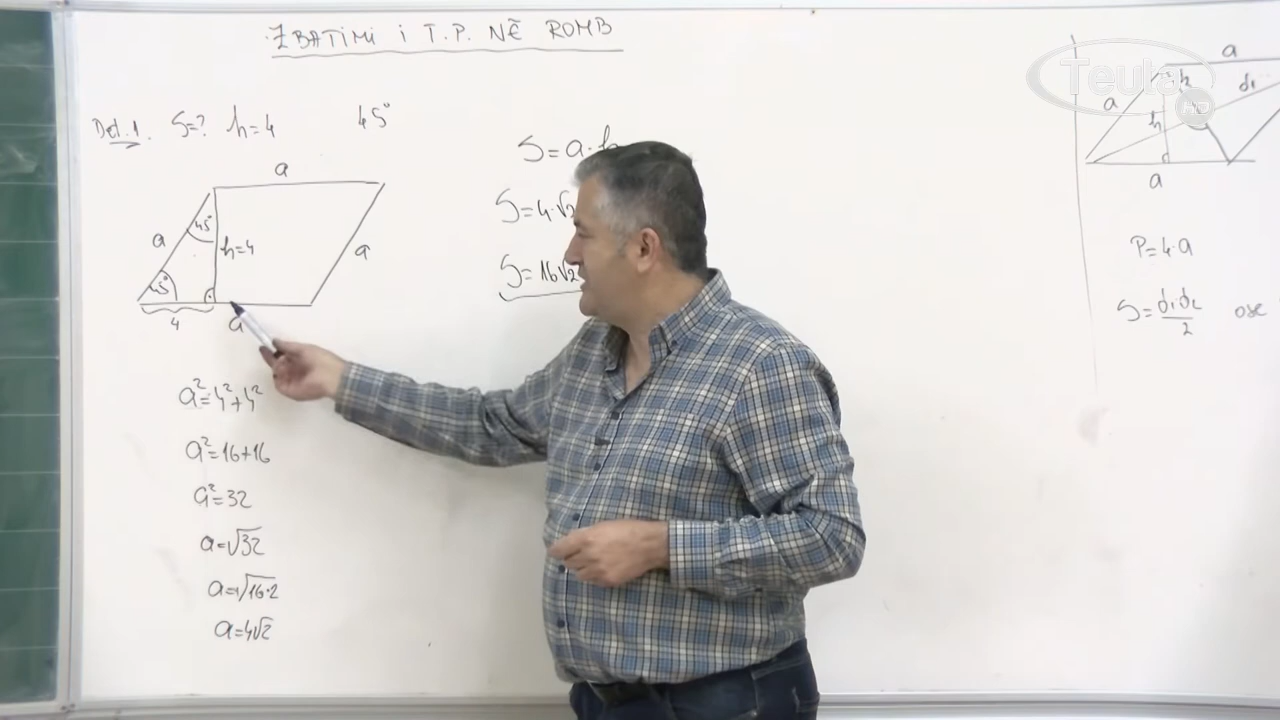 ZBATIMI I T.P. NË ROMB
Det.1. S=? h=4 45°
a
a
45°
h=4
a
45°
4
a
a²=4²+4²
a²=16+16
a²=32
a=√32
a=√16·2
a=4√2
S=a·h
S=4·√2
S=16√2
Teuta HD
a
a
h
d₁
a
P=4·a
S=d₁·d₂/2 ose